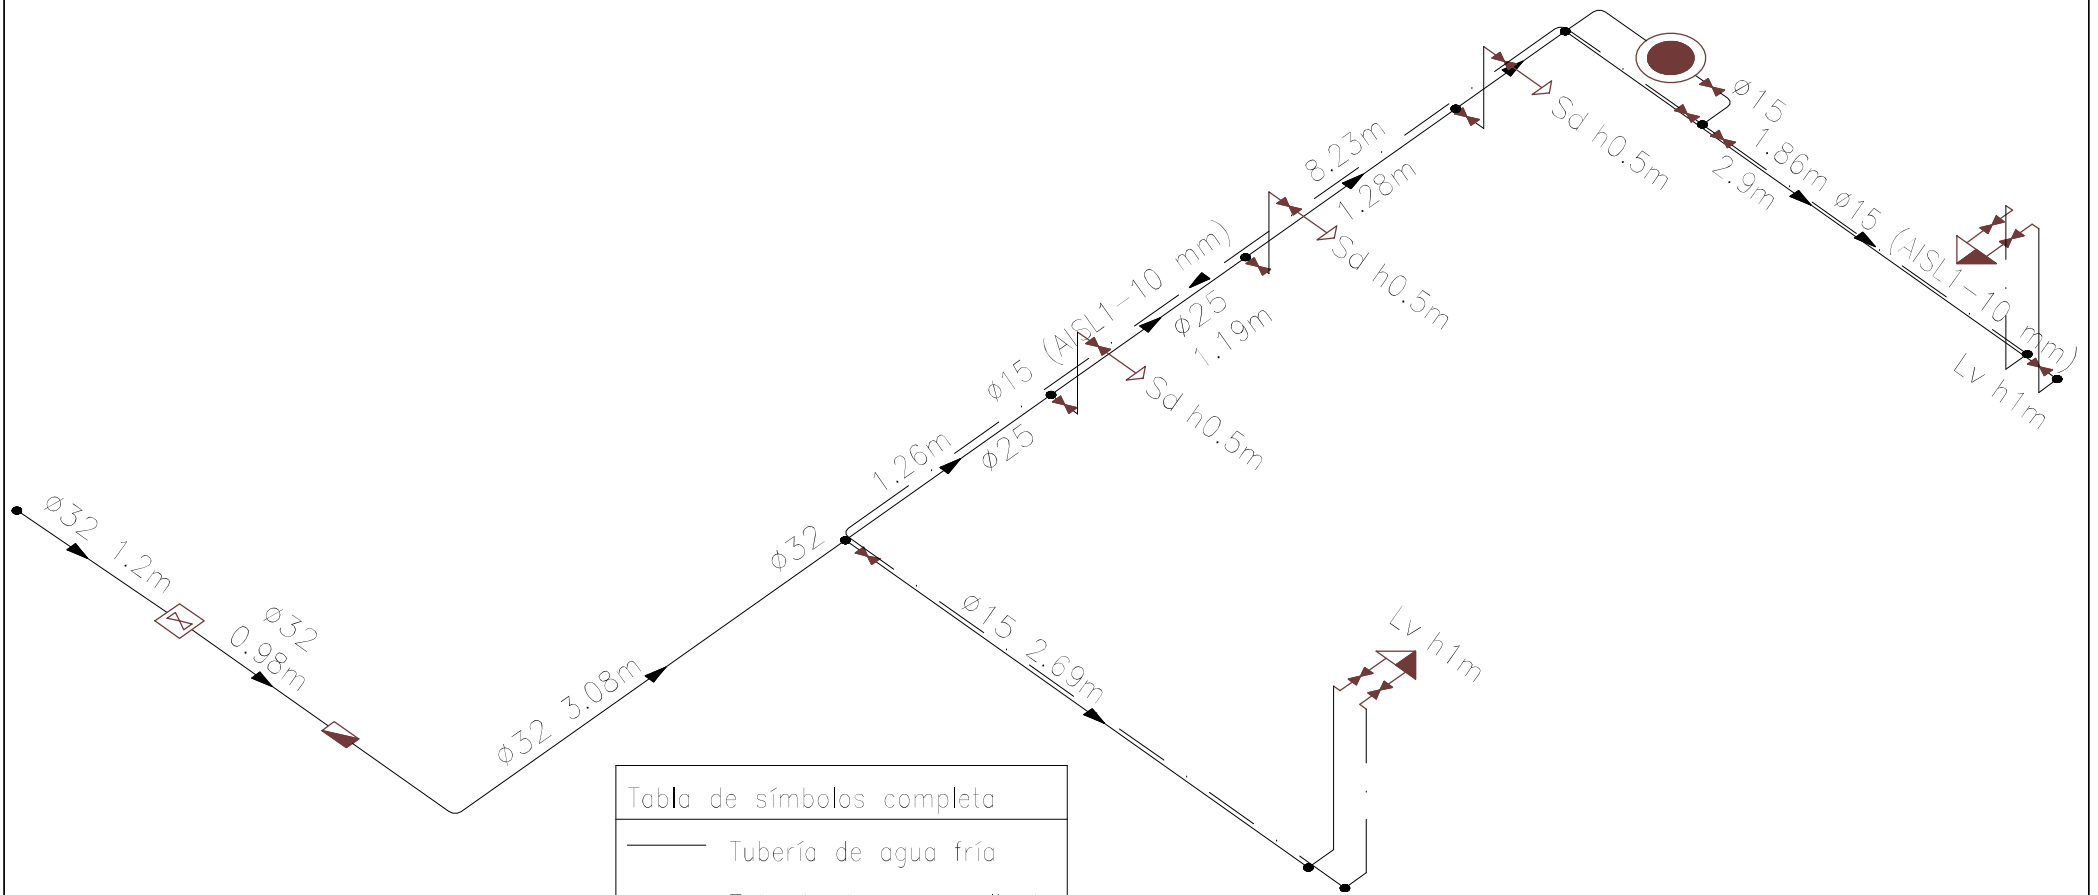 ø15
1.86m
2.9m
ø15 (AISL1-10 mm)
Lv h1m
Sd h0.5m
8.23m
1.28m
Sd h0.5m
ø15 (AISL1-10 mm)
ø25
1.19m
Sd h0.5m
1.26m
ø25
ø32
ø32 1.2m
ø32
0.98m
ø32 3.08m
ø15 2.69m
Lv h1m
Tabla de símbolos completa
Tubería de agua fría